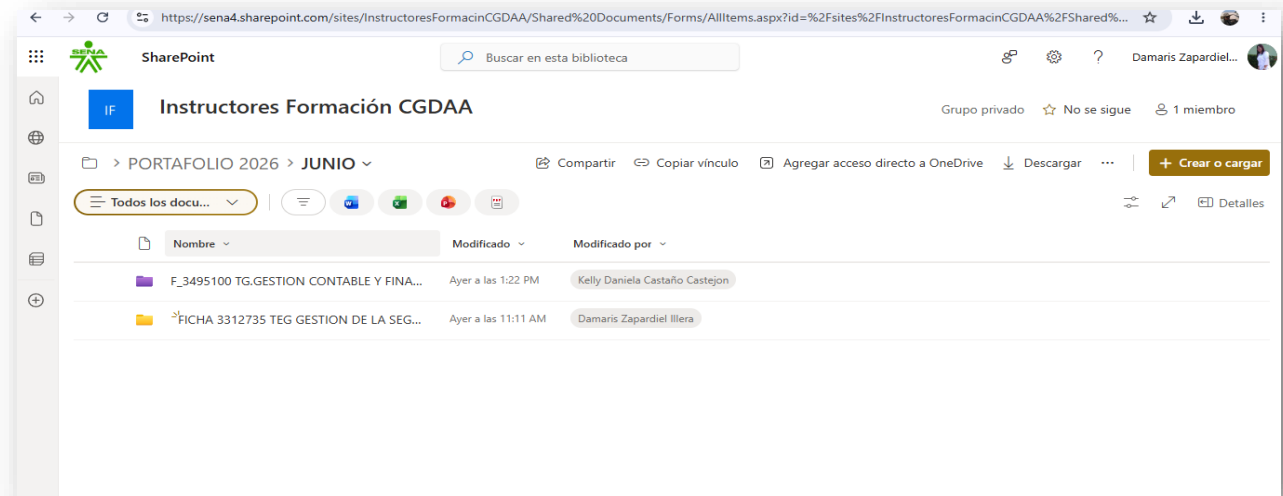 https://sena4.sharepoint.com/sites/InstructoresFormacinCGDAA/Shared%20Documents/Forms/AllItems.aspx?id=%2Fsites%2FInstructoresFormacinCGDAA%2FShared%...
SENA
SharePoint
Buscar en esta biblioteca
?
Damaris Zapardiel...
IF
Instructores Formación CGDAA
Grupo privado
No se sigue
1 miembro
> PORTAFOLIO 2026 > JUNIO
Compartir
Copiar vínculo
Agregar acceso directo a OneDrive
Descargar
...
+ Crear o cargar
Todos los docu...
Detalles
Nombre
Modificado
Modificado por
F_3495100 TG.GESTION CONTABLE Y FINA...
Ayer a las 1:22 PM
Kelly Daniela Castaño Castejon
FICHA 3312735 TEG GESTION DE LA SEG...
Ayer a las 11:11 AM
Damaris Zapardiel Illera